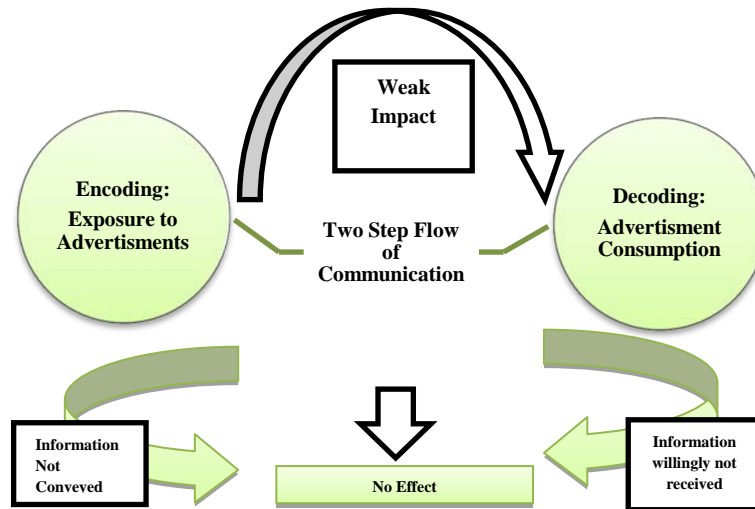 Weak
Impact
Encoding:
Exposure to
Advertisments
Two Step Flow
of
Communication
Decoding:
Advertisment
Consumption
Information
Not
Conveved
No Effect
Information
willingly not
received